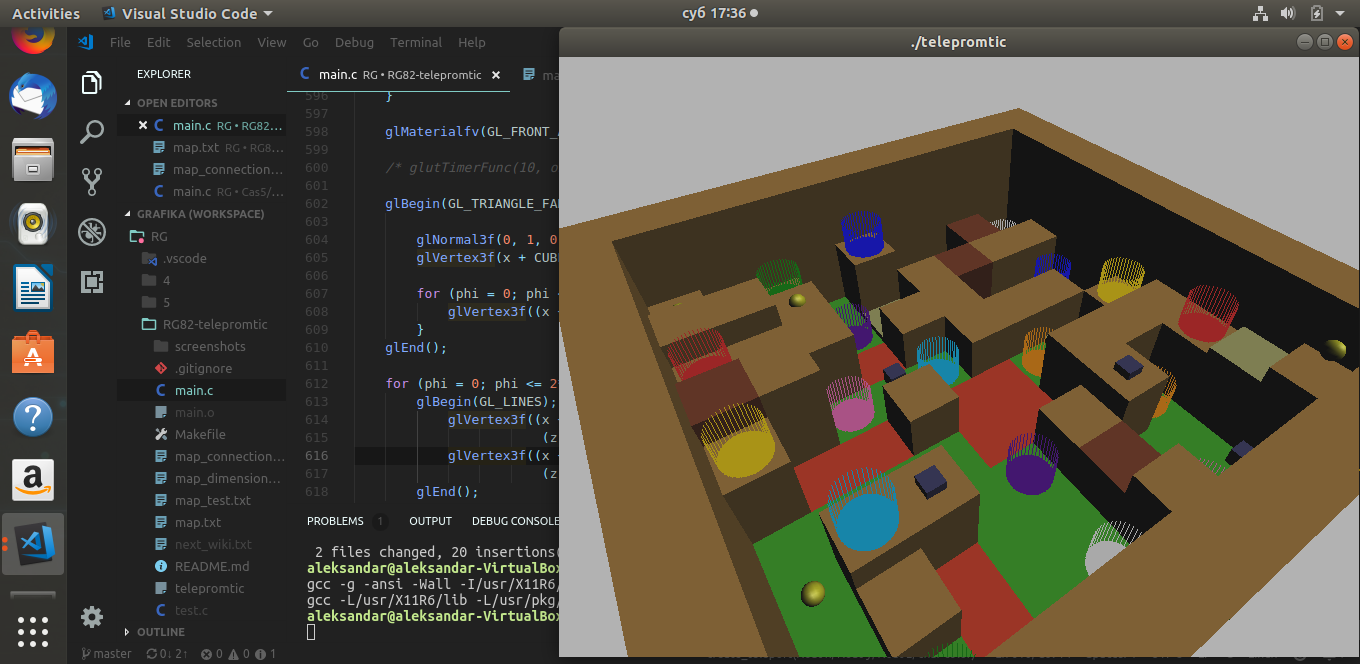 Activities Visual Studio Code суб 17:36
File Edit Selection View Go Debug Terminal Help
./telepromtic
EXPLORER
OPEN EDITORS
main.c RG • RG82...
map.txt RG • RG8...
map_connection...
main.c RG • Cas5/...
GRAFIKA (WORKSPACE)
RG
.vscode
4
5
RG82-telepromtic
screenshots
.gitignore
main.c
main.o
Makefile
map_connection...
map_dimension...
map_test.txt
map.txt
next_wiki.txt
README.md
telepromtic
test.c
OUTLINE
main.c RG • RG82-telepromtic ma
596 }
597
598 glMaterialfv(GL_FRONT_
599
600 /* glutTimerFunc(10, o
601
602 glBegin(GL_TRIANGLE_FA
603
604 glNormal3f(0, 1, 0
605 glVertex3f(x + CUB
606
607 for (phi = 0; phi
608 glVertex3f((x
609 }
610 glEnd();
611
612 for (phi = 0; phi <= 2
613 glBegin(GL_LINES);
614 glVertex3f((x
615 (z
616 glVertex3f((x
617 (z
618 glEnd();
PROBLEMS 1 OUTPUT DEBUG CONSOLE
2 files changed, 20 insertions(
aleksandar@aleksandar-VirtualBox
gcc -g -ansi -Wall -I/usr/X11R6/
gcc -L/usr/X11R6/lib -L/usr/pkg/
aleksandar@aleksandar-VirtualBox
master 0↓ 2↑ 0 0 1